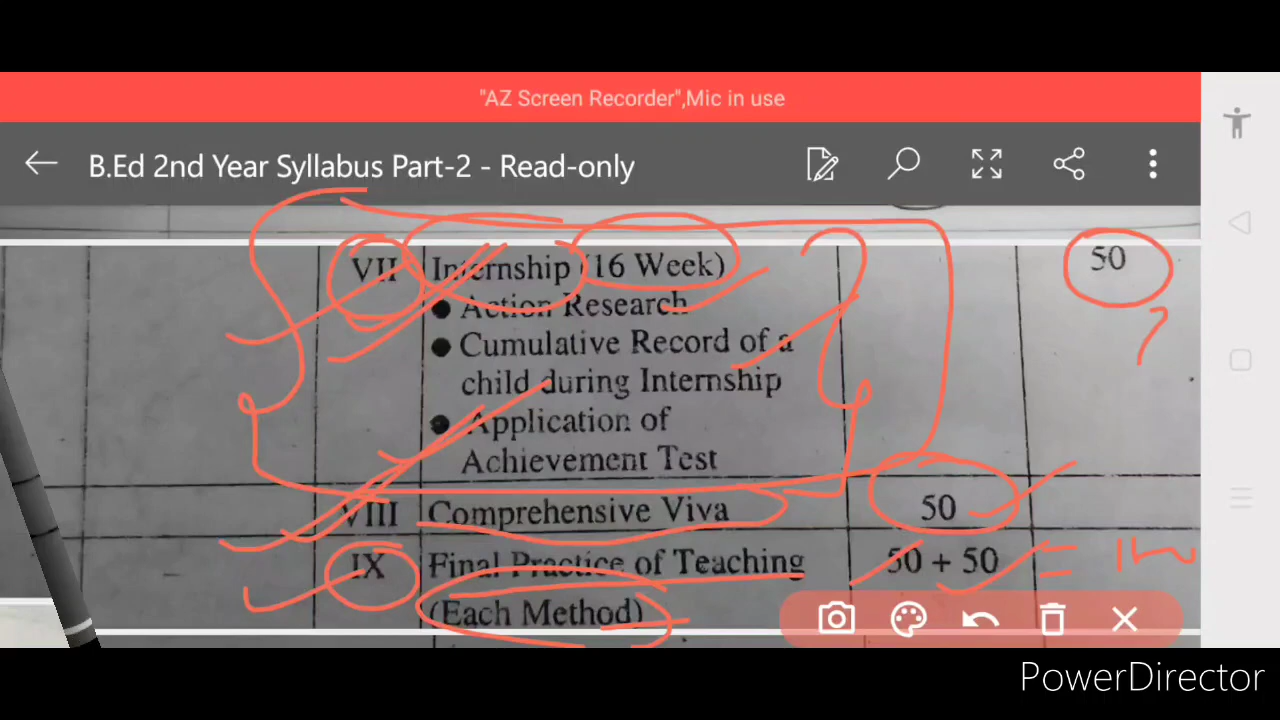 "AZ Screen Recorder",Mic in use
B.Ed 2nd Year Syllabus Part-2 - Read-only
VII Internship (16 Week) 50
● Action Research
● Cumulative Record of a
child during Internship
● Application of
Achievement Test
VIII Comprehensive Viva 50
IX Final Practice of Teaching 50 + 50 =
(Each Method)
PowerDirector